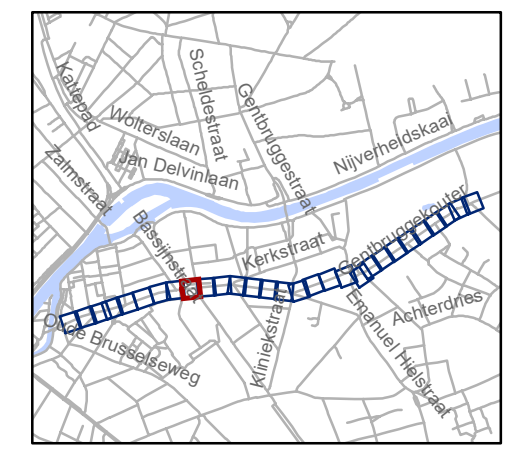 Kattepad
Scheldestraat
Gentbruggestraat
Wolterslaan
Nijverheidskaai
Jan Delvinlaan
Zalmstraat
Bassijnstraat
Kerkstraat
Gentbruggekouter
Oude Brusselseweg
Kliniekstraat
Emanuel Hielstraat
Achterdries